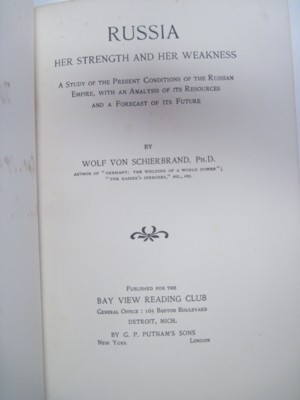 RUSSIA
HER STRENGTH AND HER WEAKNESS
A STUDY OF THE PRESENT CONDITIONS OF THE RUSSIAN
EMPIRE, WITH AN ANALYSIS OF ITS RESOURCES
AND A FORECAST OF ITS FUTURE
BY
WOLF VON SCHIERBRAND, PH.D.
AUTHOR OF "GERMANY: THE WELDING OF A WORLD POWER";
"THE KAISER'S SPEECHES," ETC., ETC.
PUBLISHED FOR THE
BAY VIEW READING CLUB
GENERAL OFFICE: 165 BOSTON BOULEVARD
DETROIT, MICH.
BY G. P. PUTNAM'S SONS
NEW YORK LONDON